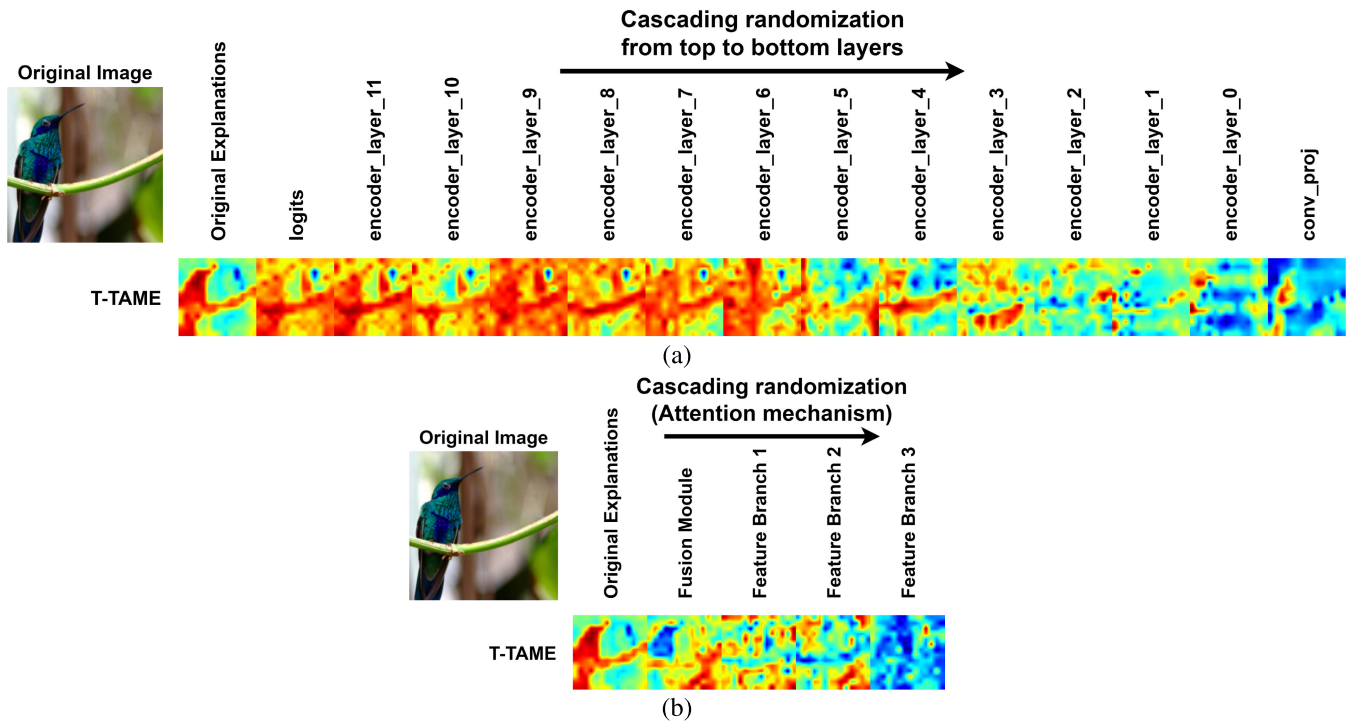 Cascading randomization
from top to bottom layers
Original Image
Original Explanations
logits
encoder_layer_11
encoder_layer_10
encoder_layer_9
encoder_layer_8
encoder_layer_7
encoder_layer_6
encoder_layer_5
encoder_layer_4
encoder_layer_3
encoder_layer_2
encoder_layer_1
encoder_layer_0
conv_proj
T-TAME
(a)
Cascading randomization
(Attention mechanism)
Original Image
Original Explanations
Fusion Module
Feature Branch 1
Feature Branch 2
Feature Branch 3
T-TAME
(b)